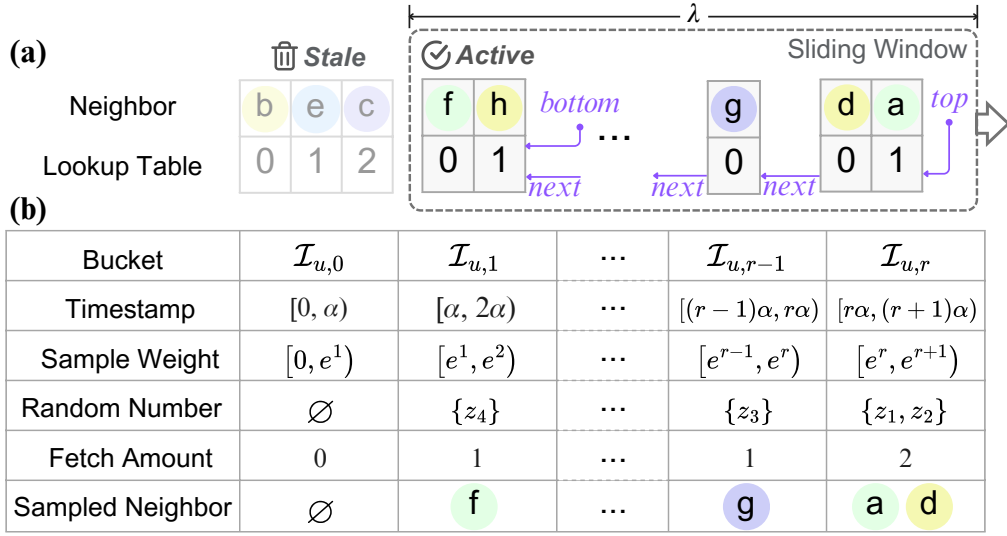 λ
(a) Stale Active Sliding Window
Neighbor b e c f h bottom ... g d a top
Lookup Table 0 1 2 0 1 next next 0 next 0 1
(b)
Bucket 𝓘_{u,0} 𝓘_{u,1} ... 𝓘_{u,r−1} 𝓘_{u,r}
Timestamp [0, α) [α, 2α) ... [(r − 1)α, rα) [rα, (r + 1)α)
Sample Weight [0, e^1) [e^1, e^2) ... [e^{r−1}, e^r) [e^r, e^{r+1})
Random Number ∅ {z_4} ... {z_3} {z_1, z_2}
Fetch Amount 0 1 ... 1 2
Sampled Neighbor ∅ f ... g a d